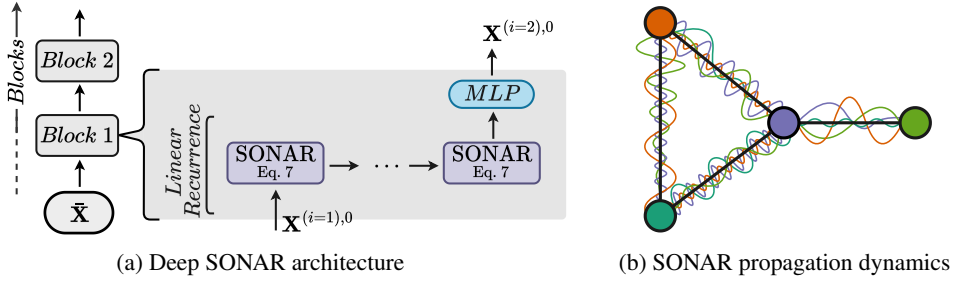 Blocks
Block 2
Block 1
X̄
Linear
Recurrence
SONAR
Eq. 7
...
SONAR
Eq. 7
MLP
X^(i=2),0
X^(i=1),0
(a) Deep SONAR architecture
(b) SONAR propagation dynamics